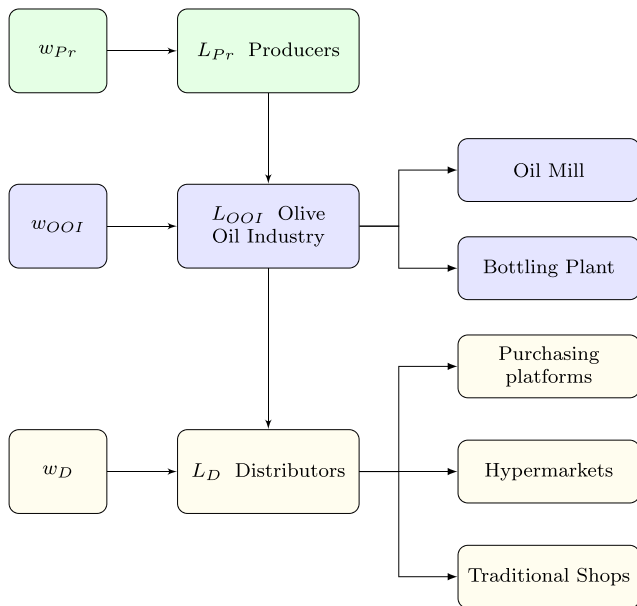 w_{Pr}
L_{Pr} Producers
Oil Mill
w_{OOI}
L_{OOI} Olive
Oil Industry
Bottling Plant
Purchasing
platforms
w_D
L_D Distributors
Hypermarkets
Traditional Shops